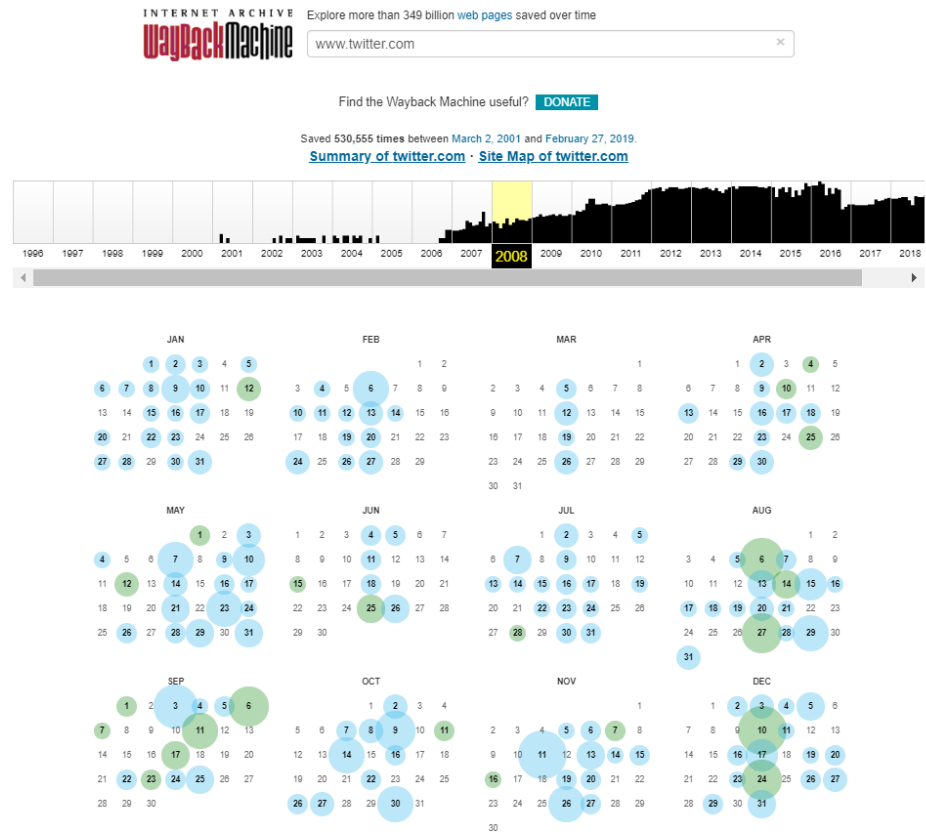 INTERNET ARCHIVE
WayBackMachine
Explore more than 349 billion web pages saved over time
www.twitter.com ×
Find the Wayback Machine useful? DONATE
Saved 530,555 times between March 2, 2001 and February 27, 2019.
Summary of twitter.com · Site Map of twitter.com
1996 1997 1998 1999 2000 2001 2002 2003 2004 2005 2006 2007 2008 2009 2010 2011 2012 2013 2014 2015 2016 2017 2018
JAN FEB MAR APR
1 2 3 4 5 1 2 1 1 2 3 4 5
6 7 8 9 10 11 12 3 4 5 6 7 8 9 2 3 4 5 6 7 8 6 7 8 9 10 11 12
13 14 15 16 17 18 19 10 11 12 13 14 15 16 9 10 11 12 13 14 15 13 14 15 16 17 18 19
20 21 22 23 24 25 26 17 18 19 20 21 22 23 16 17 18 19 20 21 22 20 21 22 23 24 25 26
27 28 29 30 31 24 25 26 27 28 29 23 24 25 26 27 28 29 27 28 29 30
30 31
MAY JUN JUL AUG
1 2 3 1 2 3 4 5 6 7 1 2 3 4 5 1 2
4 5 6 7 8 9 10 8 9 10 11 12 13 14 6 7 8 9 10 11 12 3 4 5 6 7 8 9
11 12 13 14 15 16 17 15 16 17 18 19 20 21 13 14 15 16 17 18 19 10 11 12 13 14 15 16
18 19 20 21 22 23 24 22 23 24 25 26 27 28 20 21 22 23 24 25 26 17 18 19 20 21 22 23
25 26 27 28 29 30 31 29 30 27 28 29 30 31 24 25 26 27 28 29 30
31
SEP OCT NOV DEC
1 2 3 4 5 6 1 2 3 4 1 1 2 3 4 5 6
7 8 9 10 11 12 13 5 6 7 8 9 10 11 2 3 4 5 6 7 8 7 8 9 10 11 12 13
14 15 16 17 18 19 20 12 13 14 15 16 17 18 9 10 11 12 13 14 15 14 15 16 17 18 19 20
21 22 23 24 25 26 27 19 20 21 22 23 24 25 16 17 18 19 20 21 22 21 22 23 24 25 26 27
28 29 30 26 27 28 29 30 31 23 24 25 26 27 28 29 28 29 30 31
30